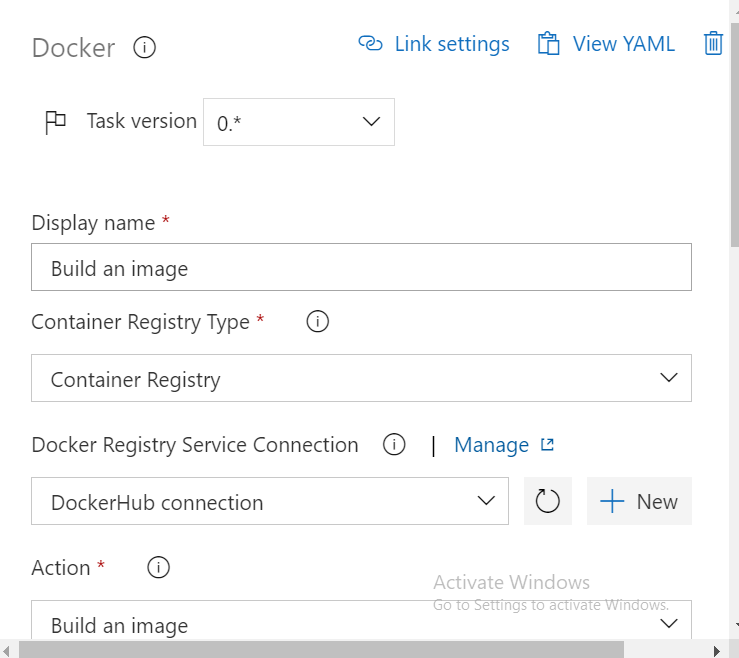 Docker
Link settings
View YAML
Task version 0.*
Display name *
Build an image
Container Registry Type *
Container Registry
Docker Registry Service Connection | Manage
DockerHub connection
New
Action *
Activate Windows
Go to Settings to activate Windows.
Build an image